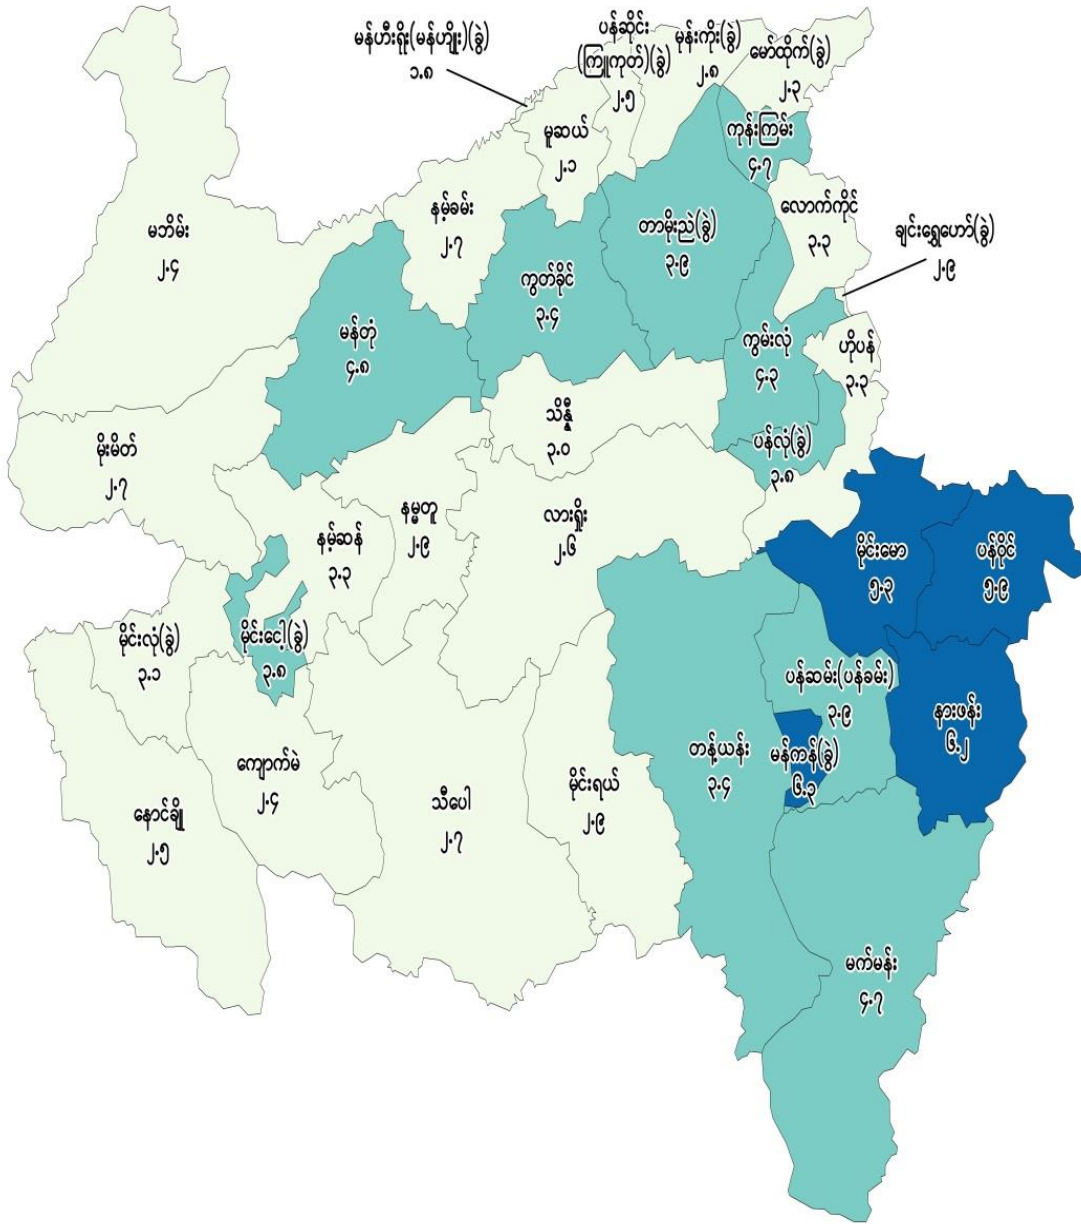 မန်ဟီးရိုး(မန်ဟျိုး)(ခွဲ)
၁.၈
ပန်ဆိုင်း
(ကြူကုတ်)(ခွဲ)
၂.၅
မုန်းကိုး(ခွဲ)
၂.၈
မော်ထိုက်(ခွဲ)
၂.၃
မူဆယ်
၂.၁
ကုန်းကြမ်း
၄.၇
နမ့်ခမ်း
၂.၇
လောက်ကိုင်
၃.၃
မဘိမ်း
၂.၄
တာမိုးညဲ(ခွဲ)
၃.၉
ချင်းရွှေဟော်(ခွဲ)
၂.၉
ကွတ်ခိုင်
၃.၄
မန်တုံ
၄.၈
ကွမ်းလုံ
၄.၃
ဟိုပန်
၃.၃
သိန္နီ
၃.၀
မိုးမိတ်
၂.၇
ပန်လုံ(ခွဲ)
၃.၈
နမ္မတူ
၂.၉
လားရှိုး
၂.၆
နမ့်ဆန်
၃.၃
မိုင်းမော
၅.၃
ပန်ဝိုင်
၅.၉
မိုင်းလုံ(ခွဲ)
၃.၁
မိုင်းငေါ့(ခွဲ)
၃.၈
ပန်ဆမ်း(ပန်ခမ်း)
၃.၉
နားဖန်း
၆.၂
တန့်ယန်း
၃.၄
မန်ကန်(ခွဲ)
၆.၃
ကျောက်မဲ
၂.၄
မိုင်းရယ်
၂.၉
သီပေါ
၂.၇
နောင်ချို
၂.၅
မက်မန်း
၄.၇